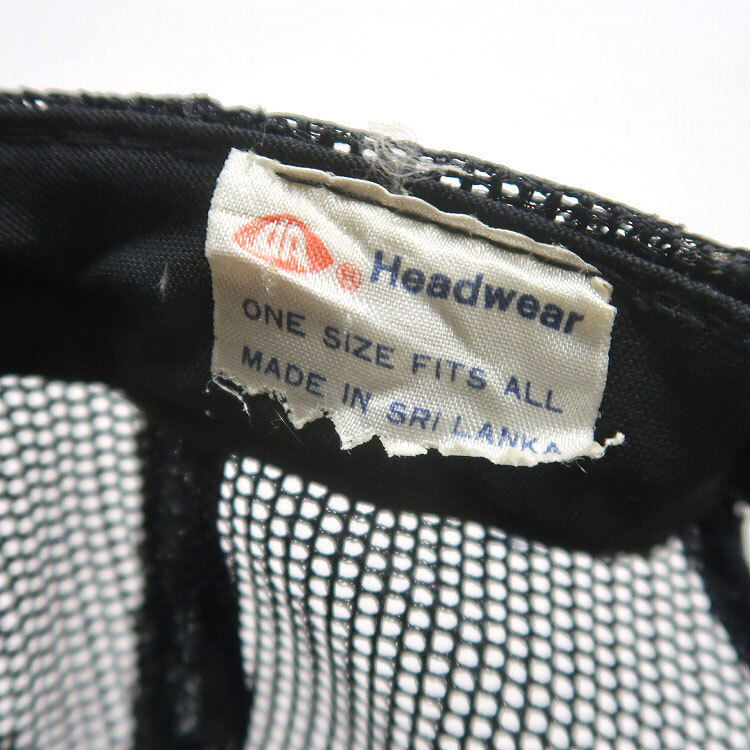 ® Headwear
ONE SIZE FITS ALL
MADE IN SRI LANKA